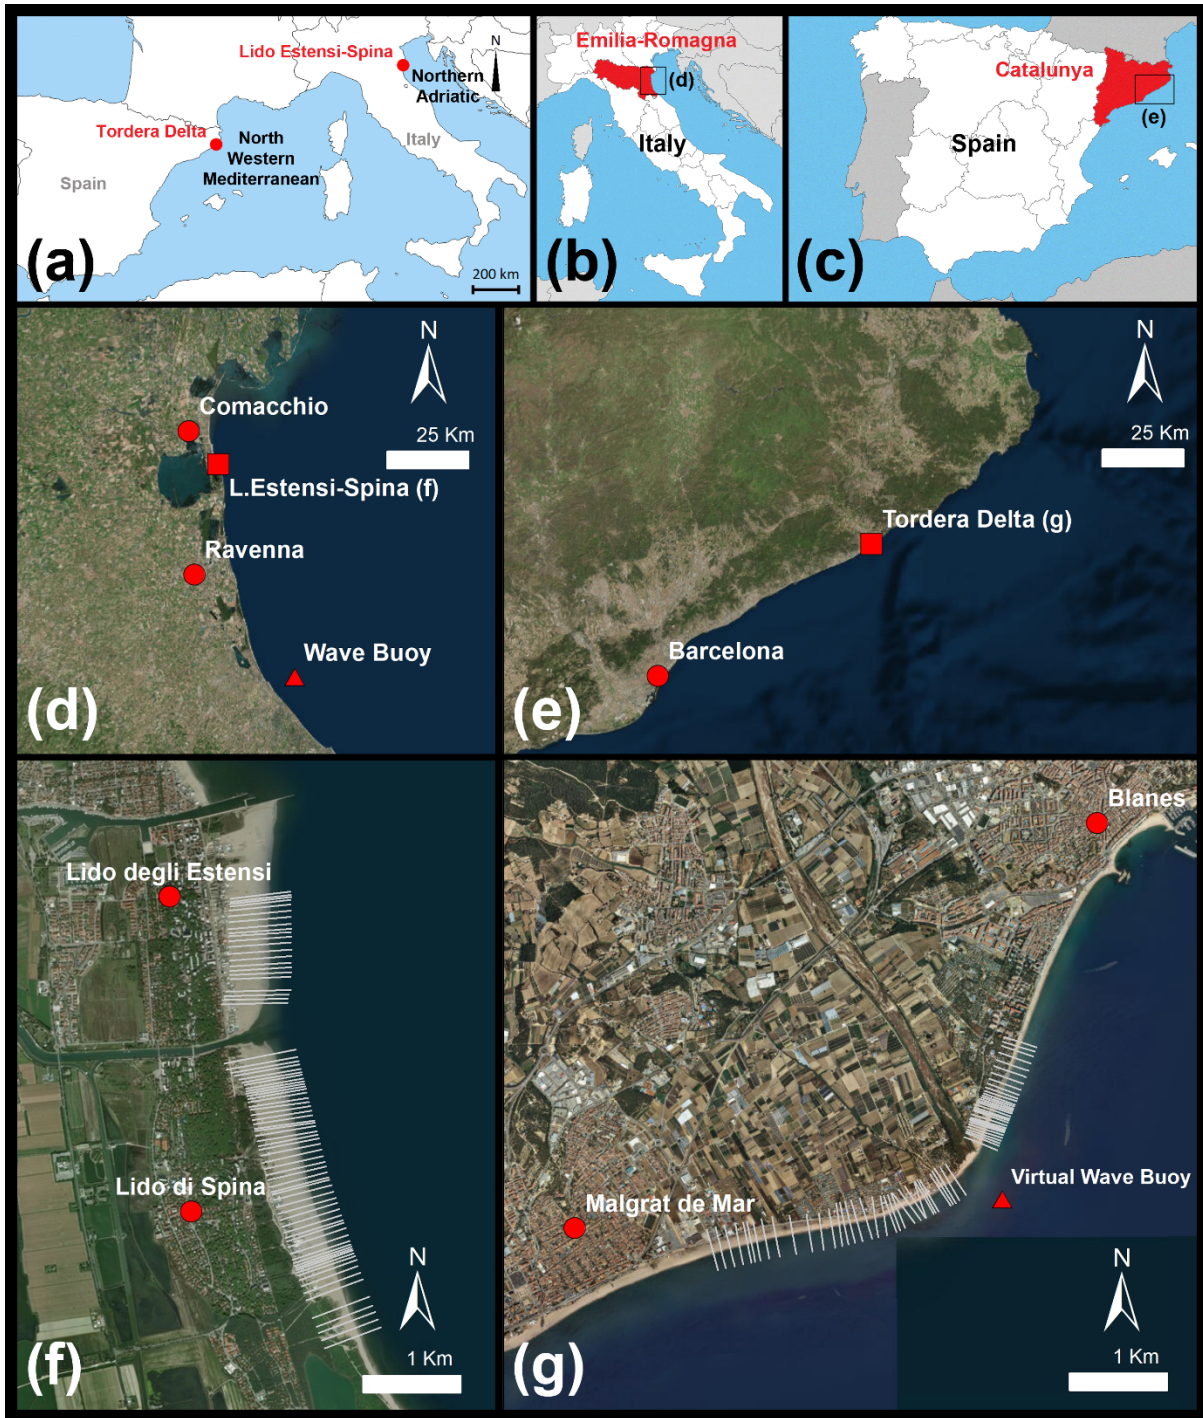 Lido Estensi-Spina
N
Northern
Adriatic
Tordera Delta
North
Western
Mediterranean
Italy
Spain
200 km
(a)
Emilia-Romagna
(d)
Italy
(b)
Catalunya
(e)
Spain
(c)
N
25 Km
Comacchio
L.Estensi-Spina (f)
Ravenna
Wave Buoy
(d)
N
25 Km
Tordera Delta (g)
Barcelona
(e)
Lido degli Estensi
Lido di Spina
N
1 Km
(f)
Blanes
Virtual Wave Buoy
Malgrat de Mar
N
1 Km
(g)